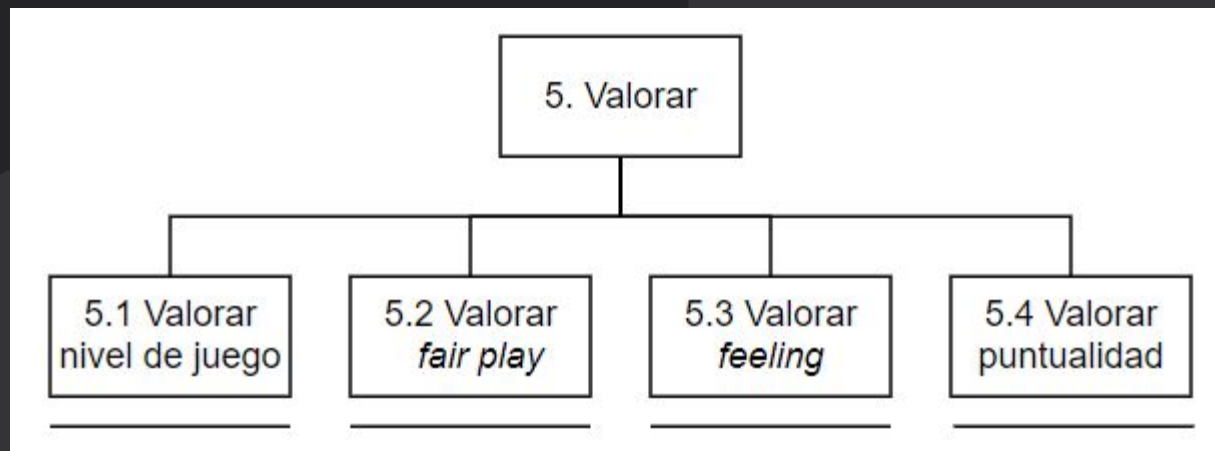 5. Valorar
5.1 Valorar
nivel de juego
5.2 Valorar
fair play
5.3 Valorar
feeling
5.4 Valorar
puntualidad